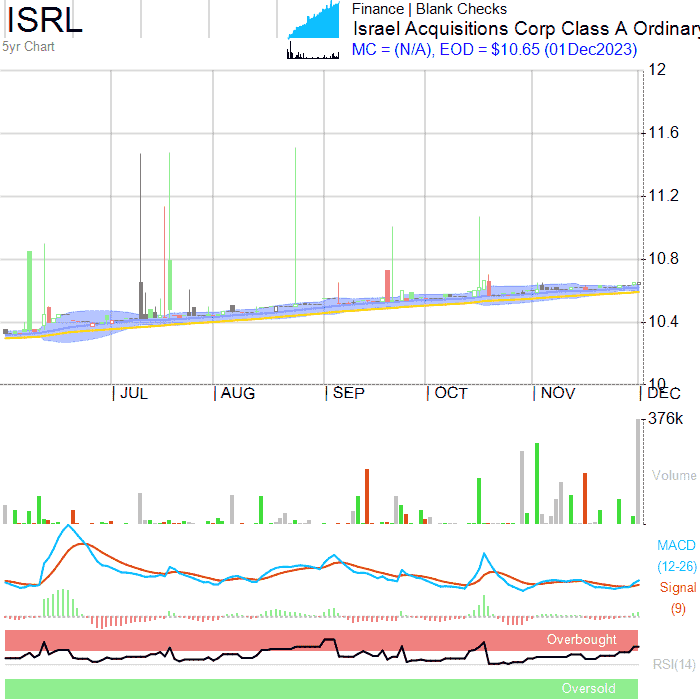 ISRL
5yr Chart
Finance | Blank Checks
Israel Acquisitions Corp Class A Ordinary
MC = (N/A), EOD = $10.65 (01Dec2023)
12
11.6
11.2
10.8
10.4
10
JUL AUG SEP OCT NOV DEC
376k
Volume
MACD
(12-26)
Signal
(9)
Overbought
RSI(14)
Oversold